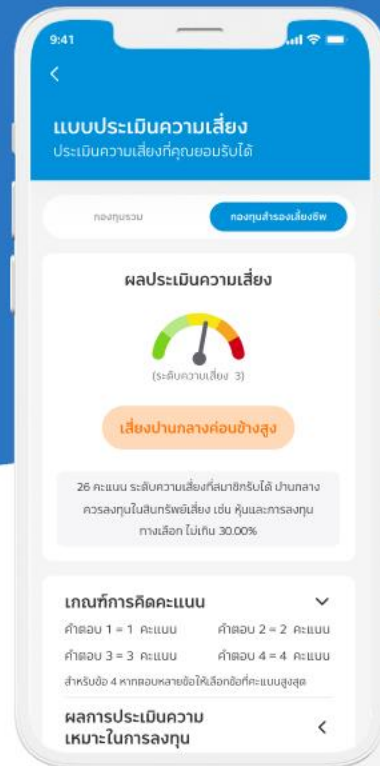 9:41
แบบประเมินความเสี่ยง
ประเมินความเสี่ยงที่คุณยอมรับได้
กองทุนรวม
กองทุนสำรองเลี้ยงชีพ
ผลประเมินความเสี่ยง
(ระดับความเสี่ยง 3)
เสี่ยงปานกลางค่อนข้างสูง
26 คะแนน ระดับความเสี่ยงที่สมาชิกรับได้ ปานกลาง
ควรลงทุนในสินทรัพย์เสี่ยง เช่น หุ้นและการลงทุน
ทางเลือก ไม่เกิน 30.00%
เกณฑ์การคิดคะแนน
คำตอบ 1 = 1 คะแนน คำตอบ 2 = 2 คะแนน
คำตอบ 3 = 3 คะแนน คำตอบ 4 = 4 คะแนน
สำหรับข้อ 4 หากตอบหลายข้อให้เลือกข้อที่คะแนนสูงสุด
ผลการประเมินความ
เหมาะในการลงทุน